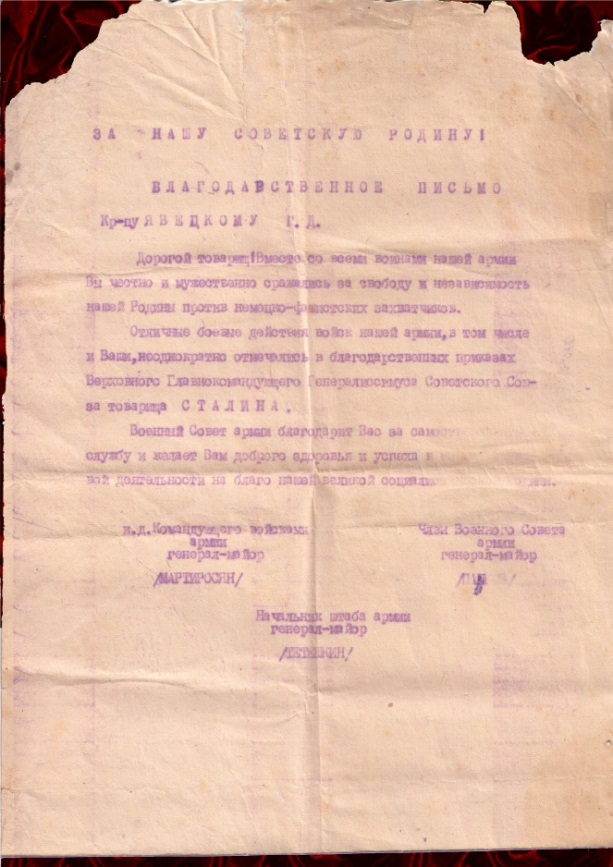 ЗА НАШУ СОВЕТСКУЮ РОДИНУ!
БЛАГОДАРСТВЕННОЕ ПИСЬМО
Кр-цу ЯВЕЦКОМУ Г.Д.
Дорогой товарищ! Вместе со всеми воинами нашей армии
Вы честно и мужественно сражались за свободу и независимость
нашей Родины против немецко-фашистских захватчиков.
Отличные боевые действия войск нашей армии, в том числе
и Ваши, неоднократно отмечались в благодарственных приказах
Верховного Главнокомандующего Генералиссимуса Советского Сою-
за товарища СТАЛИНА.
Военный Совет армии благодарит Вас за
службу и желает Вам доброго здоровья и успеха в
вой деятельности на благо нашей великой
и.д. Командующего войсками
армии
генерал-майор
/МАРТИРОСЯН/
Член Военного Совета
армии
генерал-майор
Начальник штаба армии
генерал-майор
/ТЕТЕШКИН/